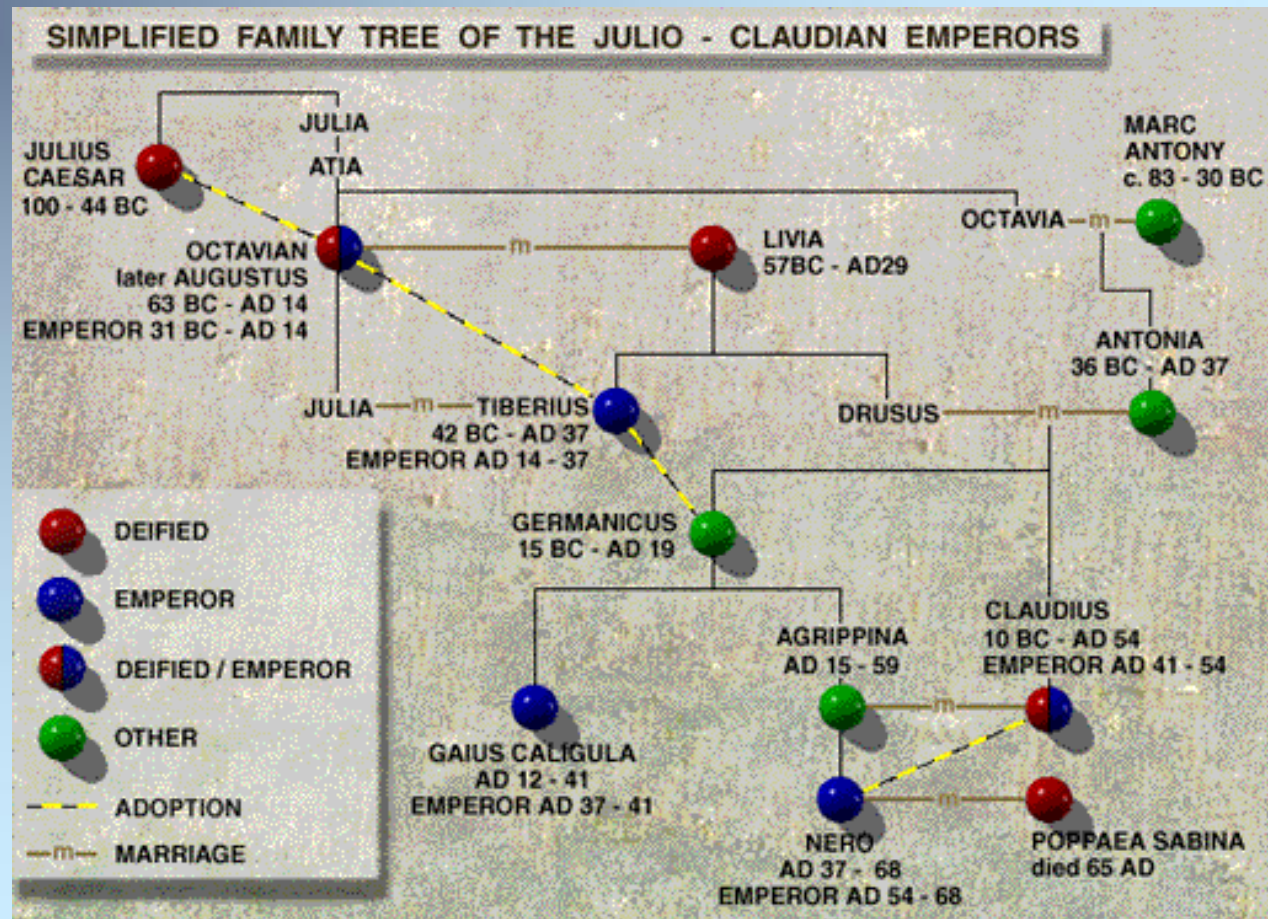 SIMPLIFIED FAMILY TREE OF THE JULIO - CLAUDIAN EMPERORS
JULIA
ATIA
JULIUS
CAESAR
100 - 44 BC
MARC
ANTONY
c. 83 - 30 BC
OCTAVIA
m
OCTAVIAN
later AUGUSTUS
63 BC - AD 14
EMPEROR 31 BC - AD 14
m
LIVIA
57BC - AD29
ANTONIA
36 BC - AD 37
JULIA
m
TIBERIUS
42 BC - AD 37
EMPEROR AD 14 - 37
DRUSUS
m
GERMANICUS
15 BC - AD 19
AGRIPPINA
AD 15 - 59
CLAUDIUS
10 BC - AD 54
EMPEROR AD 41 - 54
m
GAIUS CALIGULA
AD 12 - 41
EMPEROR AD 37 - 41
m
NERO
AD 37 - 68
EMPEROR AD 54 - 68
POPPAEA SABINA
died 65 AD
DEIFIED
EMPEROR
DEIFIED / EMPEROR
OTHER
ADOPTION
m
MARRIAGE